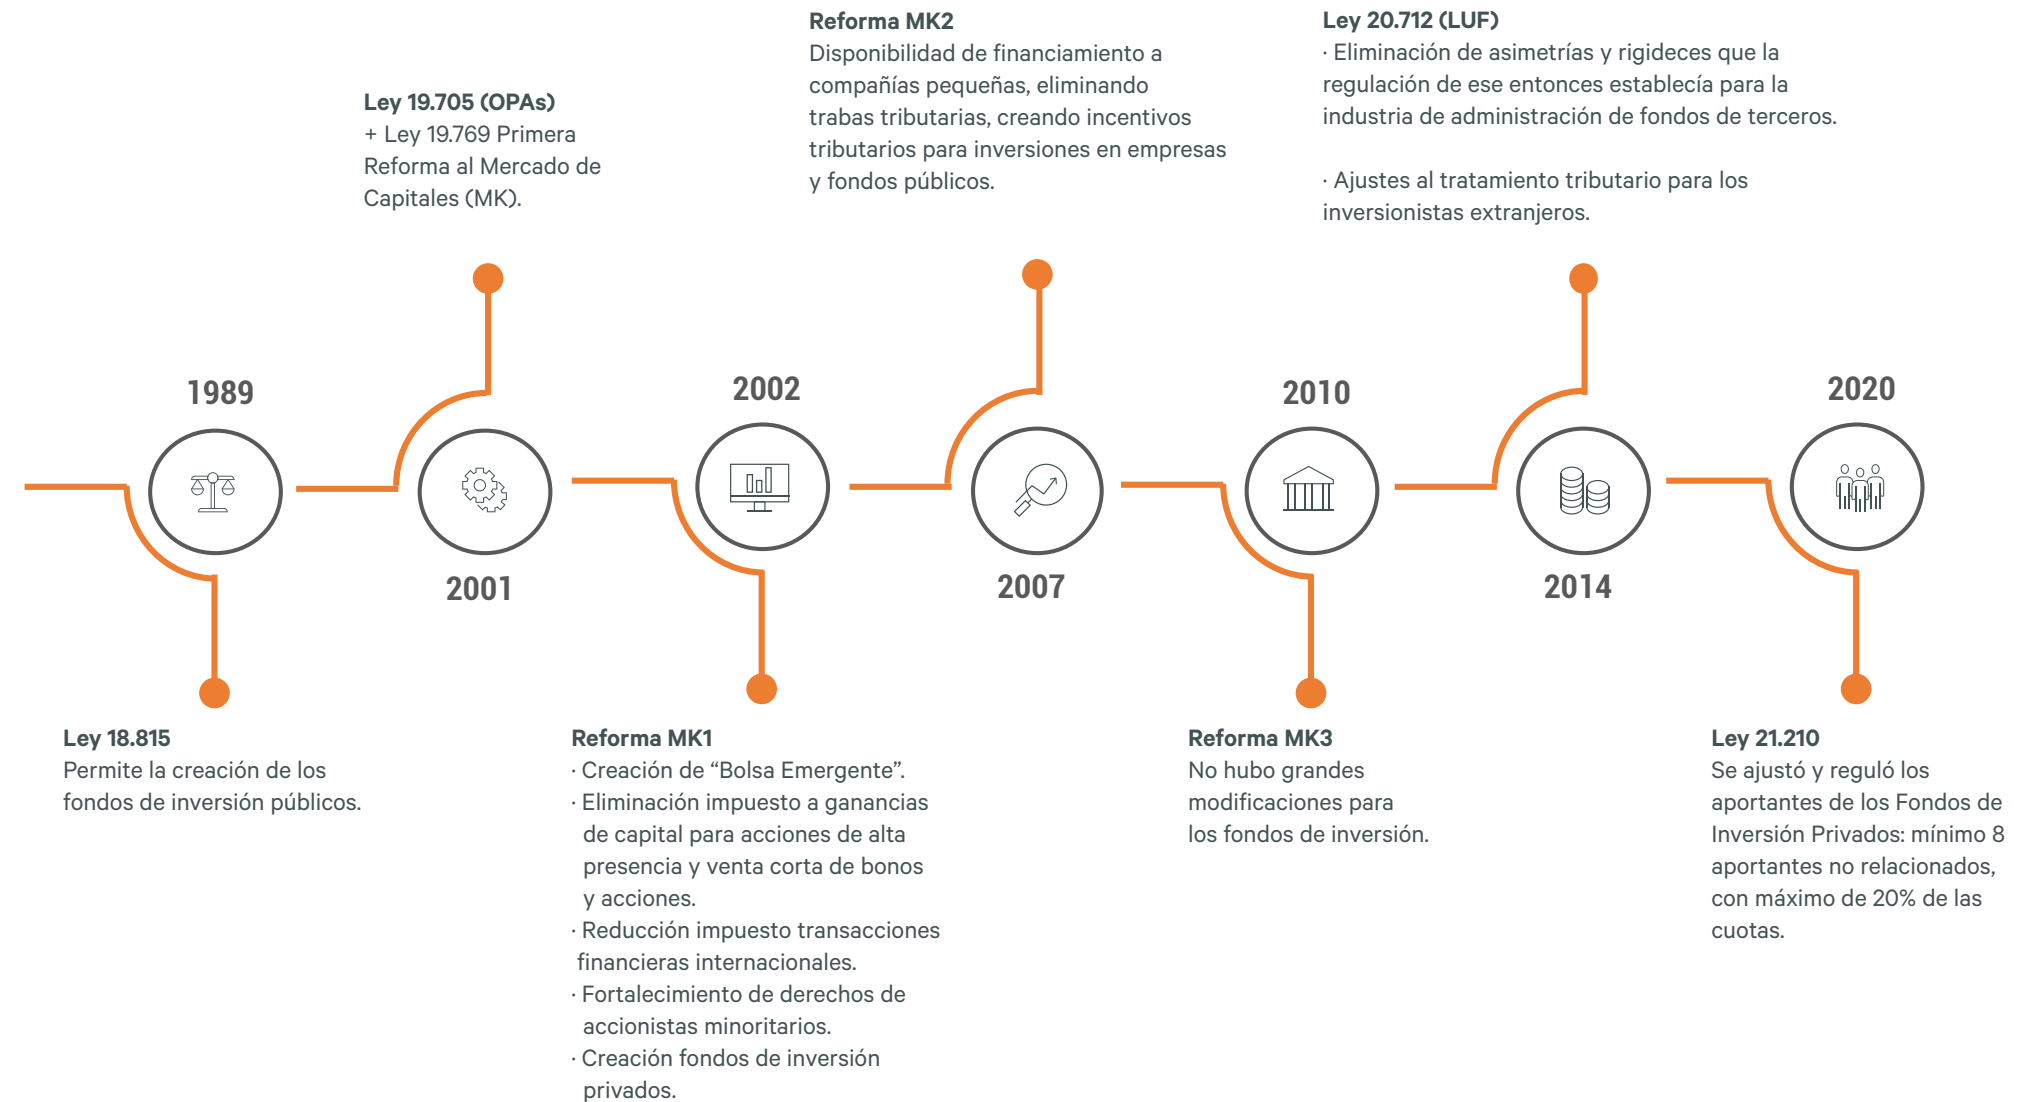 1989
Ley 18.815
Permite la creación de los
fondos de inversión públicos.
Ley 19.705 (OPAs)
+ Ley 19.769 Primera
Reforma al Mercado de
Capitales (MK).
2001
2002
Reforma MK1
· Creación de “Bolsa Emergente”.
· Eliminación impuesto a ganancias
de capital para acciones de alta
presencia y venta corta de bonos
y acciones.
· Reducción impuesto transacciones
financieras internacionales.
· Fortalecimiento de derechos de
accionistas minoritarios.
· Creación fondos de inversión
privados.
Reforma MK2
Disponibilidad de financiamiento a
compañías pequeñas, eliminando
trabas tributarias, creando incentivos
tributarios para inversiones en empresas
y fondos públicos.
2007
2010
Reforma MK3
No hubo grandes
modificaciones para
los fondos de inversión.
Ley 20.712 (LUF)
· Eliminación de asimetrías y rigideces que la
regulación de ese entonces establecía para la
industria de administración de fondos de terceros.
· Ajustes al tratamiento tributario para los
inversionistas extranjeros.
2014
2020
Ley 21.210
Se ajustó y reguló los
aportantes de los Fondos de
Inversión Privados: mínimo 8
aportantes no relacionados,
con máximo de 20% de las
cuotas.